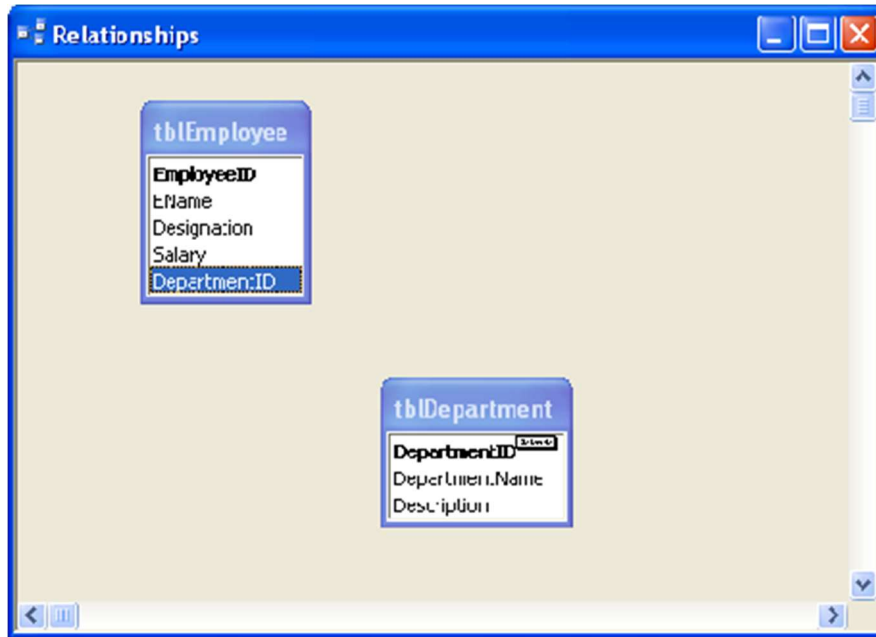 Relationships
tblEmployee
EmployeeID
EName
Designation
Salary
DepartmentID
tblDepartment
DepartmentID
DepartmentName
Description